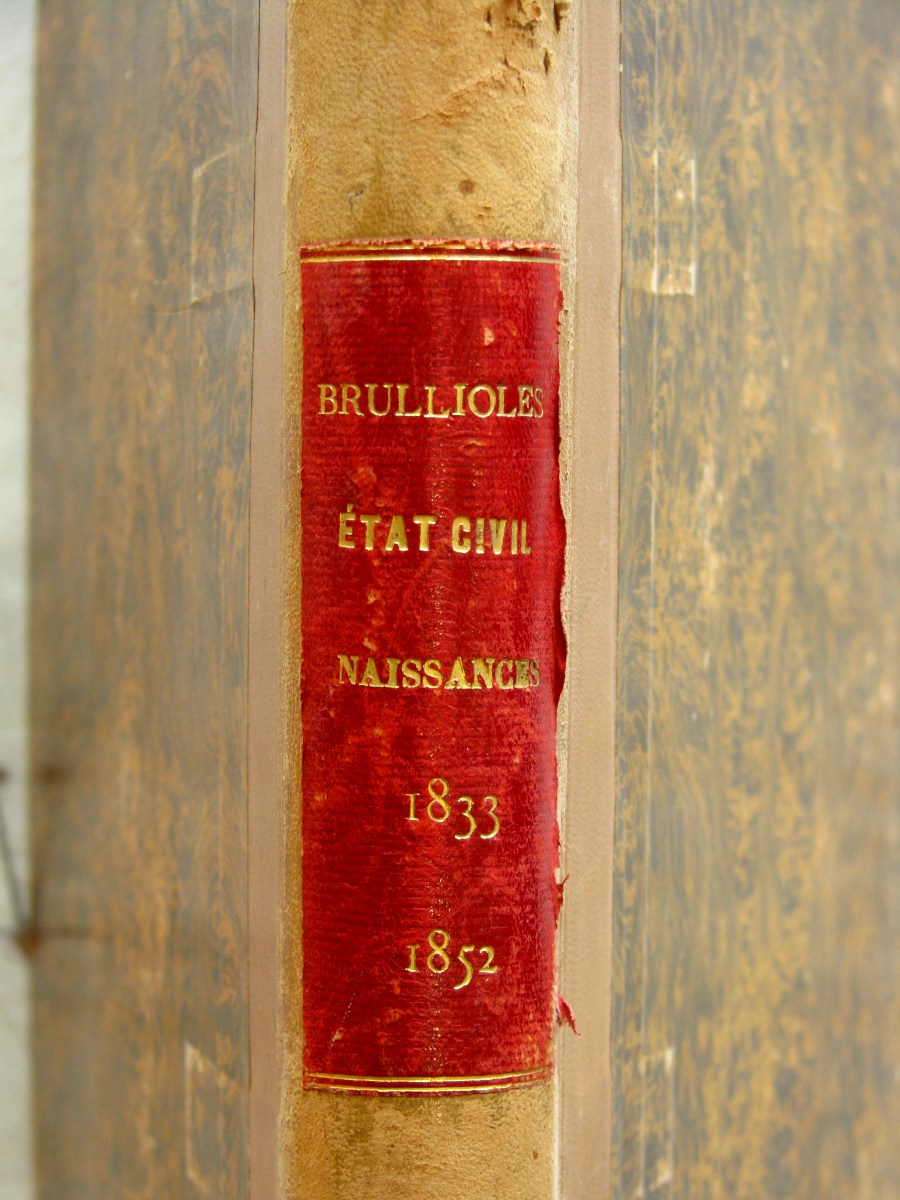 BRULLIOLES
ÉTAT CIVIL
NAISSANCES
1833
1852